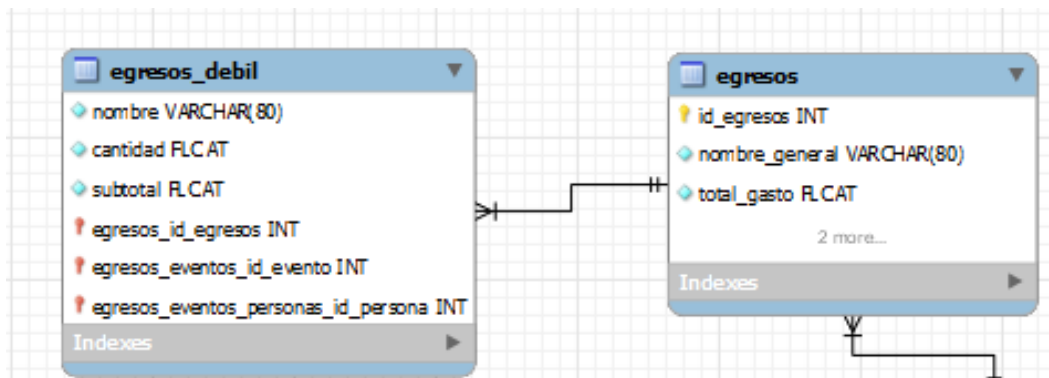 egresos_debil
nombre VARCHAR(80)
cantidad FLOAT
subtotal FLOAT
egresos_id_egresos INT
egresos_eventos_id_evento INT
egresos_eventos_personas_id_persona INT
Indexes
egresos
id_egresos INT
nombre_general VARCHAR(80)
total_gasto FLOAT
2 more...
Indexes